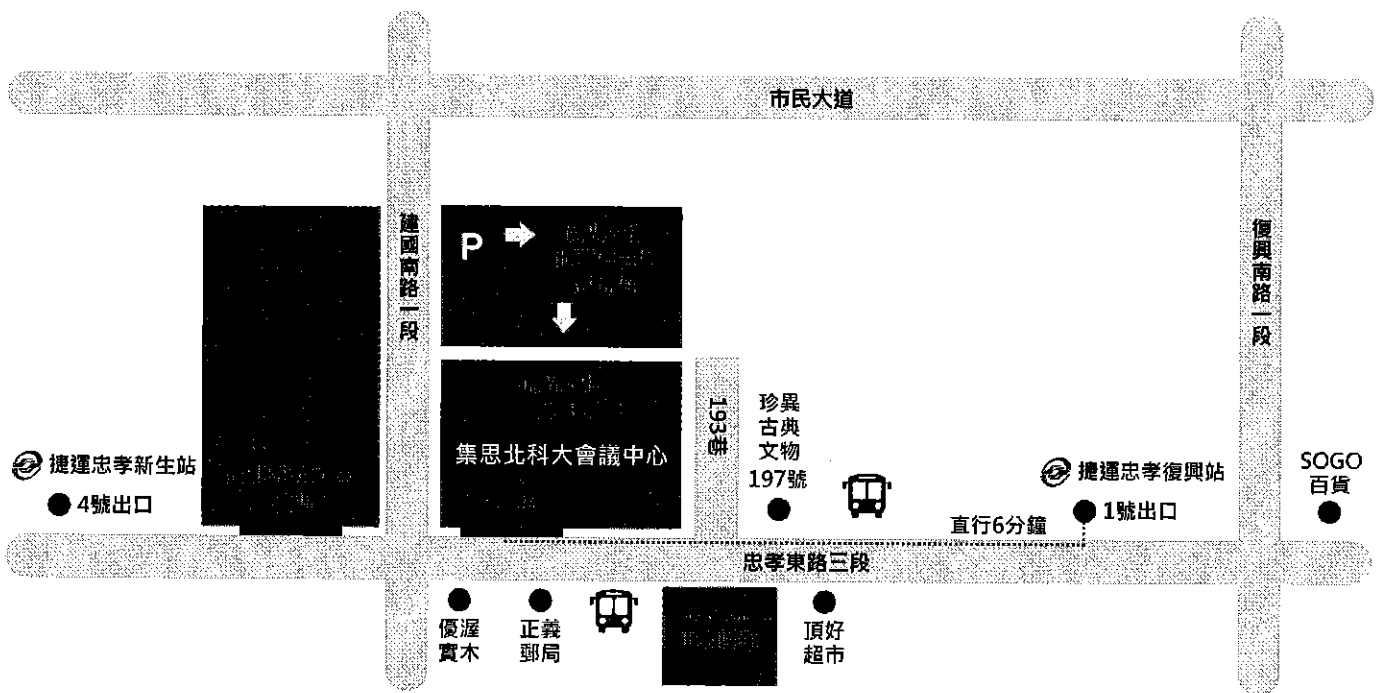 市民大道
建國南路一段
復興南路一段
P
集思北科大會議中心
193巷
珍異
古典
文物
197號
捷運忠孝新生站
4號出口
捷運忠孝復興站
1號出口
直行6分鐘
SOGO
百貨
忠孝東路三段
優渥
實木
正義
郵局
頂好
超市